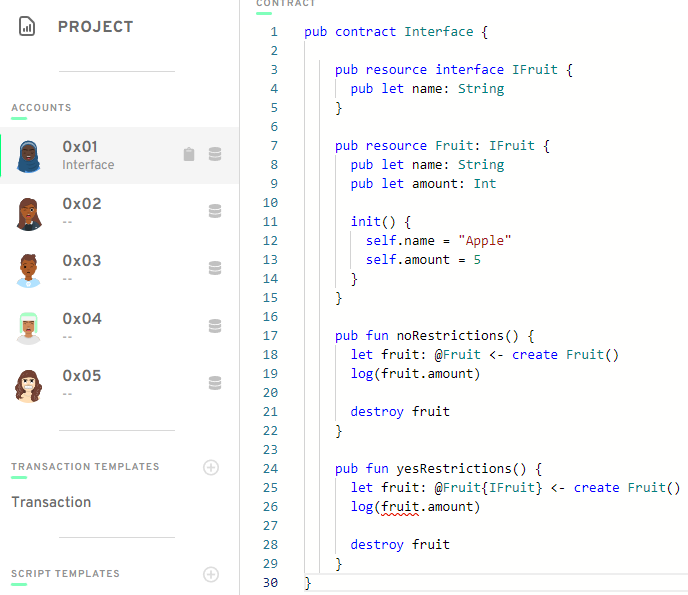 PROJECT
ACCOUNTS
0x01
Interface
0x02
--
0x03
--
0x04
--
0x05
--
TRANSACTION TEMPLATES
Transaction
SCRIPT TEMPLATES
CONTRACT
1 pub contract Interface {
2
3 pub resource interface IFruit {
4 pub let name: String
5 }
6
7 pub resource Fruit: IFruit {
8 pub let name: String
9 pub let amount: Int
10
11 init() {
12 self.name = "Apple"
13 self.amount = 5
14 }
15 }
16
17 pub fun noRestrictions() {
18 let fruit: @Fruit <- create Fruit()
19 log(fruit.amount)
20
21 destroy fruit
22 }
23
24 pub fun yesRestrictions() {
25 let fruit: @Fruit{IFruit} <- create Fruit()
26 log(fruit.amount)
27
28 destroy fruit
29 }
30 }